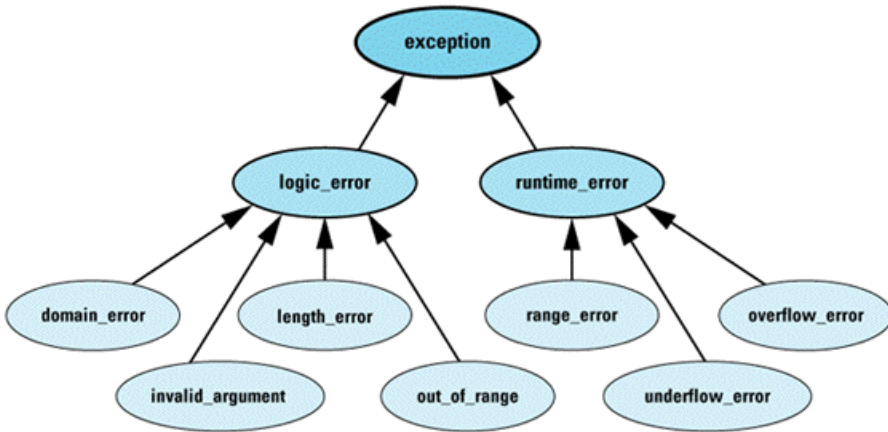 exception
logic_error
runtime_error
domain_error
length_error
range_error
overflow_error
invalid_argument
out_of_range
underflow_error